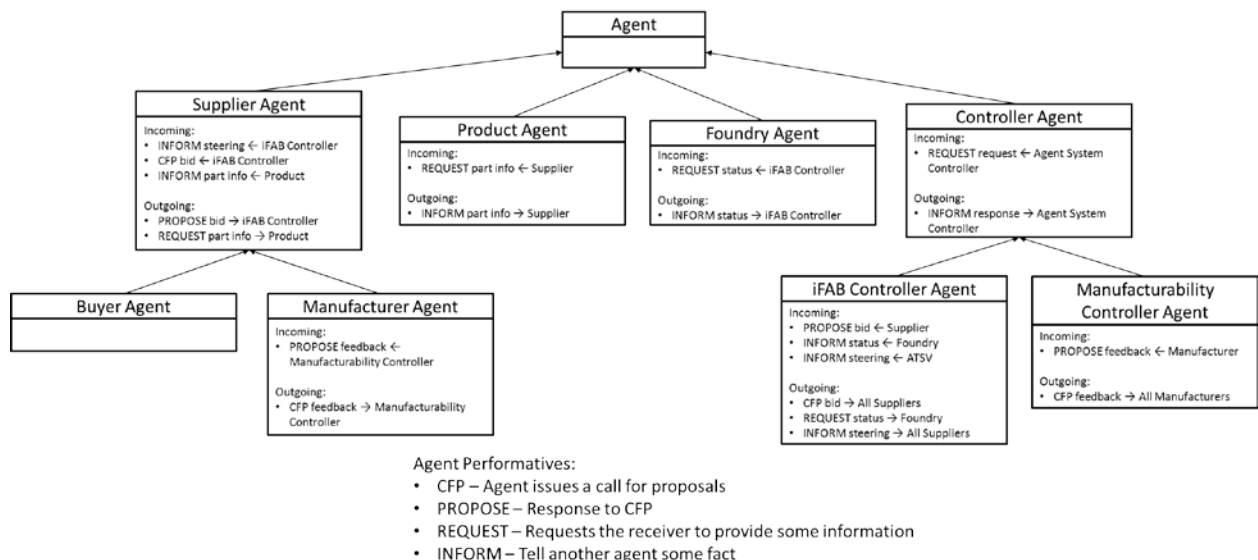 Agent
Supplier Agent
Incoming:
• INFORM steering ← iFAB Controller
• CFP bid ← iFAB Controller
• INFORM part info ← Product
Outgoing:
• PROPOSE bid → iFAB Controller
• REQUEST part info → Product
Product Agent
Incoming:
• REQUEST part info ← Supplier
Outgoing:
• INFORM part info → Supplier
Foundry Agent
Incoming:
• REQUEST status ← iFAB Controller
Outgoing:
• INFORM status → iFAB Controller
Controller Agent
Incoming:
• REQUEST request ← Agent System
Controller
Outgoing:
• INFORM response → Agent System
Controller
Buyer Agent
Manufacturer Agent
Incoming:
• PROPOSE feedback ←
Manufacturability Controller
Outgoing:
• CFP feedback → Manufacturability
Controller
iFAB Controller Agent
Incoming:
• PROPOSE bid ← Supplier
• INFORM status ← Foundry
• INFORM steering ← ATSV
Outgoing:
• CFP bid → All Suppliers
• REQUEST status → Foundry
• INFORM steering → All Suppliers
Manufacturability
Controller Agent
Incoming:
• PROPOSE feedback ← Manufacturer
Outgoing:
• CFP feedback → All Manufacturers
Agent Performatives:
• CFP – Agent issues a call for proposals
• PROPOSE – Response to CFP
• REQUEST – Requests the receiver to provide some information
• INFORM – Tell another agent some fact